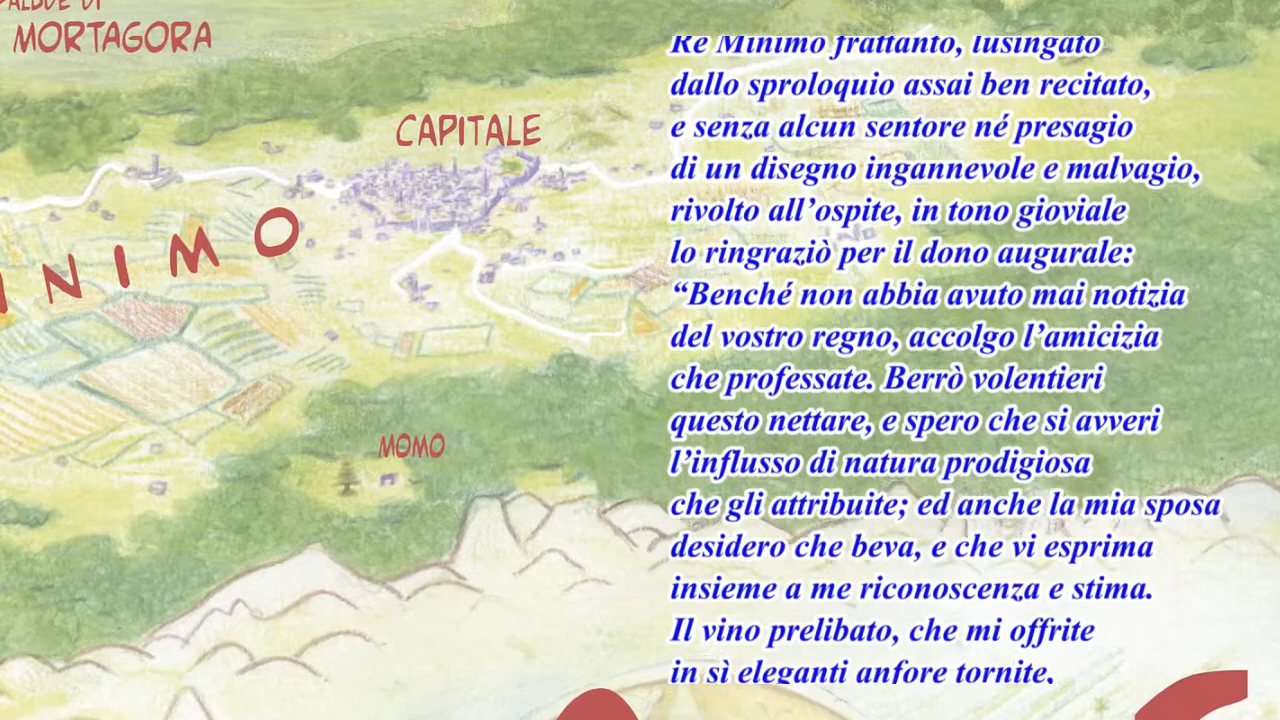 PALUDE DI
MORTAGORA
CAPITALE
NIMO
MOMO
Re Minimo frattanto, lusingato
dallo sproloquio assai ben recitato,
e senza alcun sentore né presagio
di un disegno ingannevole e malvagio,
rivolto all’ospite, in tono gioviale
lo ringraziò per il dono augurale:
“Benché non abbia avuto mai notizia
del vostro regno, accolgo l’amicizia
che professate. Berrò volentieri
questo nettare, e spero che si avveri
l’influsso di natura prodigiosa
che gli attribuite; ed anche la mia sposa
desidero che beva, e che vi esprima
insieme a me riconoscenza e stima.
Il vino prelibato, che mi offrite
in sì eleganti anfore tornite,